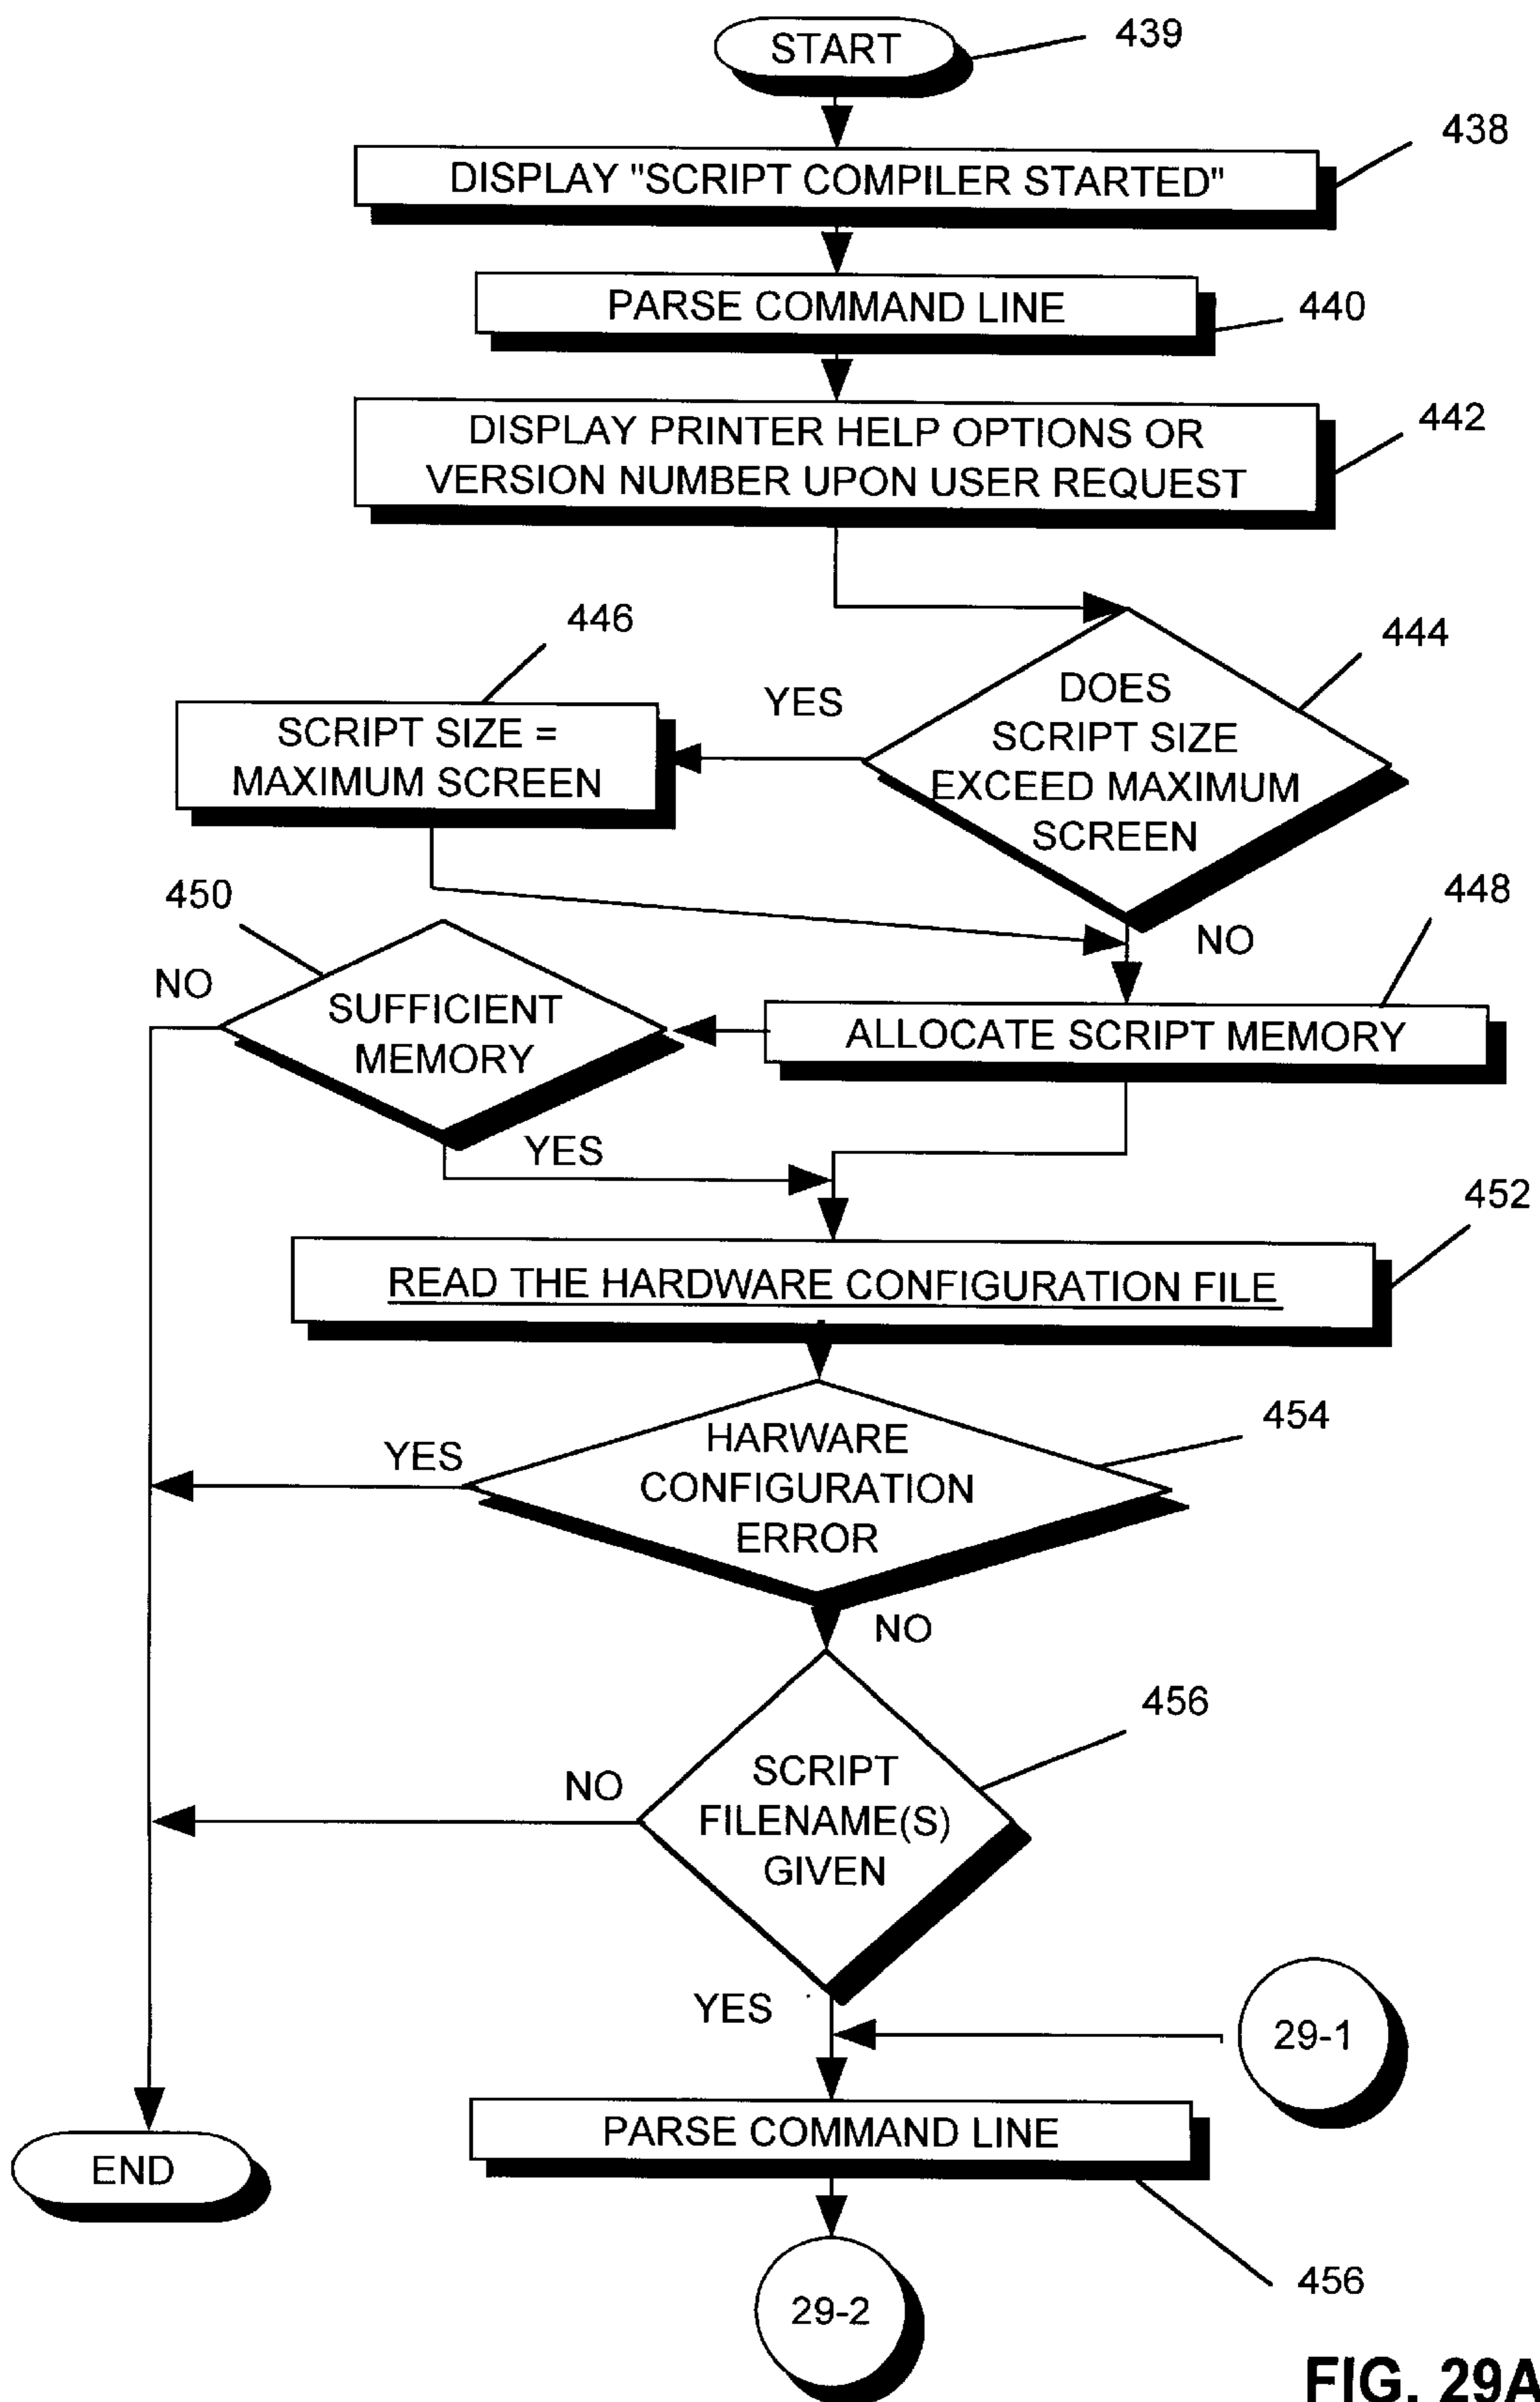 START
439
438
DISPLAY "SCRIPT COMPILER STARTED"
PARSE COMMAND LINE
440
DISPLAY PRINTER HELP OPTIONS OR
VERSION NUMBER UPON USER REQUEST
442
446
444
YES
DOES
SCRIPT SIZE
EXCEED MAXIMUM
SCREEN
SCRIPT SIZE =
MAXIMUM SCREEN
450
448
NO
NO
SUFFICIENT
MEMORY
ALLOCATE SCRIPT MEMORY
YES
452
READ THE HARDWARE CONFIGURATION FILE
454
YES
HARWARE
CONFIGURATION
ERROR
NO
456
NO
SCRIPT
FILENAME(S)
GIVEN
YES
29-1
PARSE COMMAND LINE
END
456
29-2
FIG. 29A